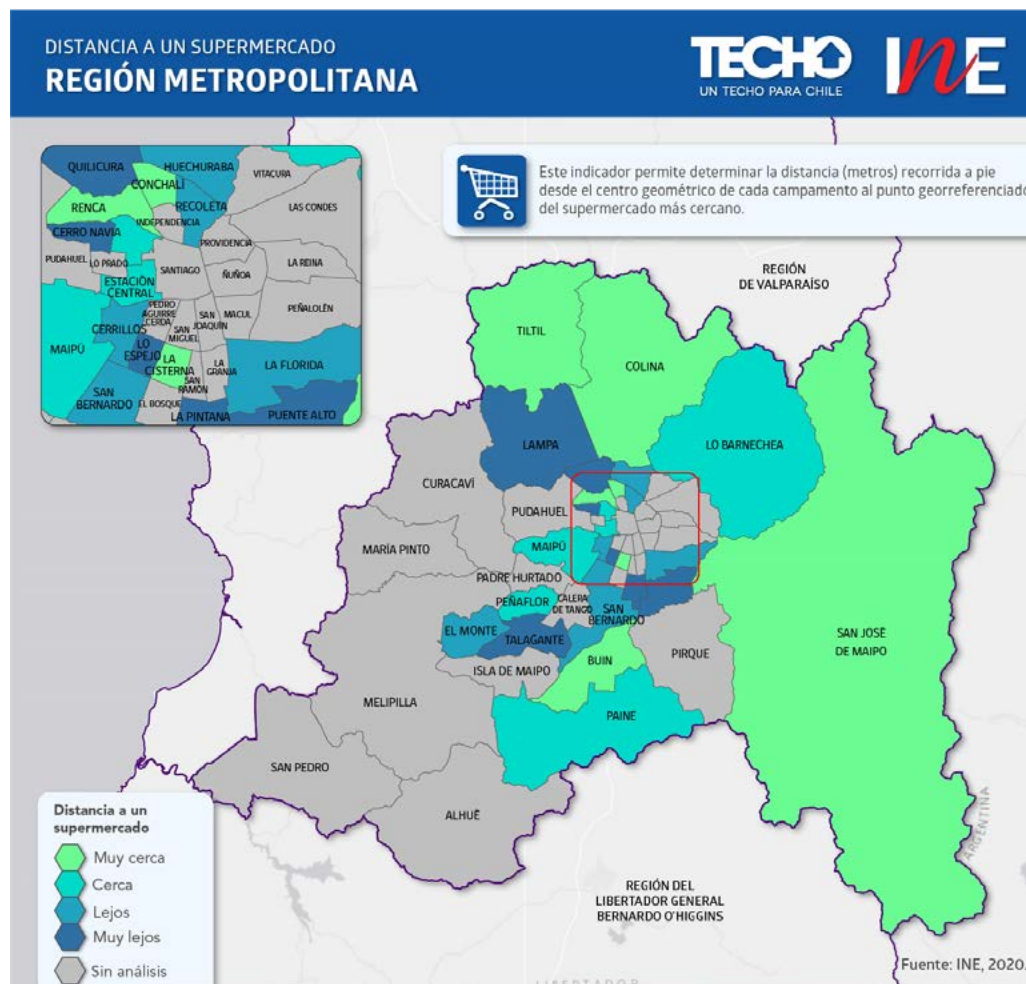 DISTANCIA A UN SUPERMERCADO
REGIÓN METROPOLITANA
TECHO
UN TECHO PARA CHILE
INE
Este indicador permite determinar la distancia (metros) recorrida a pie
desde el centro geométrico de cada campamento al punto georreferenciado
del supermercado más cercano.
QUILICURA
HUECHURABA
VITACURA
CONCHALÍ
RENCA
RECOLETA
LAS CONDES
INDEPENDENCIA
CERRO NAVIA
PROVIDENCIA
PUDAHUEL
LO PRADO
SANTIAGO
LA REINA
ÑUÑOA
ESTACIÓN
CENTRAL
PEDRO
AGUIRRE
CERDA
SAN
JOAQUÍN
MACUL
PEÑALOLÉN
CERRILLOS
SAN
MIGUEL
MAIPÚ
LO
ESPEJO
LA
CISTERNA
LA
GRANJA
LA FLORIDA
SAN
RAMÓN
SAN
BERNARDO
EL BOSQUE
LA PINTANA
PUENTE ALTO
REGIÓN
DE VALPARAÍSO
TILTIL
COLINA
LAMPA
LO BARNECHEA
CURACAVÍ
PUDAHUEL
MAIPÚ
MARÍA PINTO
PADRE HURTADO
PEÑAFLOR
CALERA
DE TANGO
SAN
BERNARDO
EL MONTE
TALAGANTE
SAN JOSÉ
DE MAIPO
PIRQUE
BUIN
ISLA DE MAIPO
MELIPILLA
PAINE
SAN PEDRO
ALHUÉ
ARGENTINA
REGIÓN DEL
LIBERTADOR GENERAL
BERNARDO O'HIGGINS
Distancia a un
supermercado
Muy cerca
Cerca
Lejos
Muy lejos
Sin análisis
Fuente: INE, 2020.
LIBERTADOR